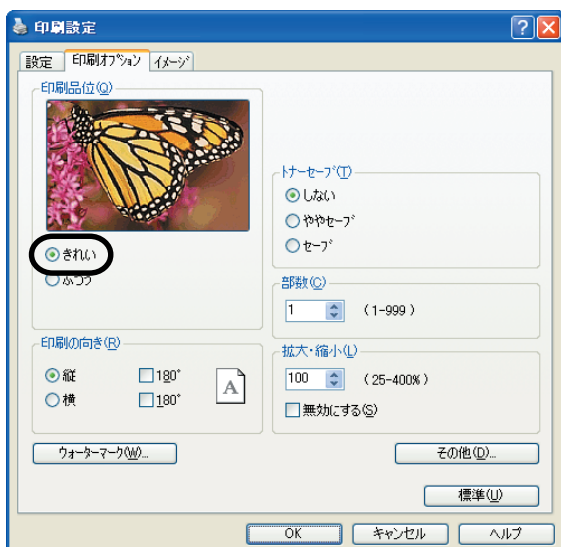 印刷設定
設定 印刷オプション イメージ
印刷品位(Q)
きれい
ふつう
トナーセーブ(T)
しない
ややセーブ
セーブ
部数(C)
1 (1-999)
印刷の向き(R)
縦 180°
横 180°
A
拡大・縮小(L)
100 (25-400%)
無効にする(S)
ウォーターマーク(W)...
その他(D)...
標準(U)
OK キャンセル ヘルプ